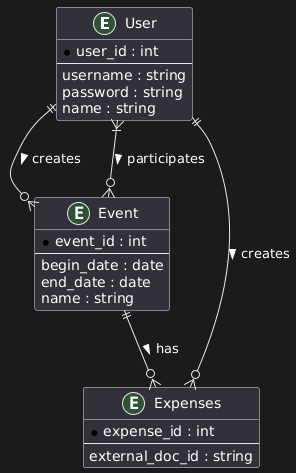 E User
user_id : int
username : string
password : string
name : string
creates
participates
E Event
event_id : int
begin_date : date
end_date : date
name : string
creates
has
E Expenses
expense_id : int
external_doc_id : string